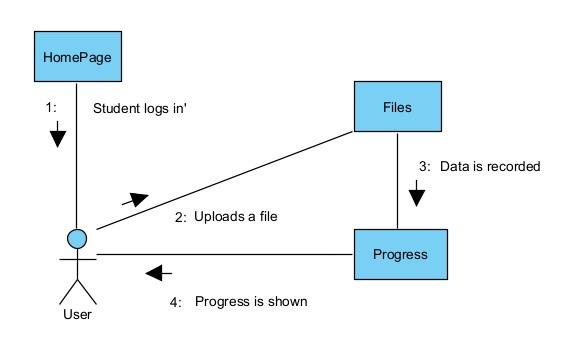 HomePage
1:
Student logs in'
Files
3: Data is recorded
2: Uploads a file
Progress
4: Progress is shown
User